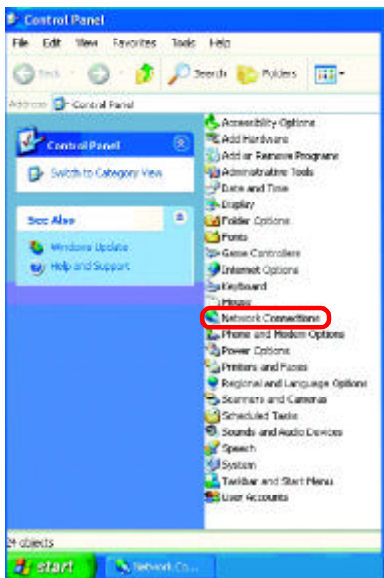 Control Panel
File Edit View Favorites Tools Help
Back Search Folders
Address Control Panel
Control Panel
Switch to Category View
See Also
Windows Update
Help and Support
Accessibility Options
Add Hardware
Add or Remove Programs
Administrative Tools
Date and Time
Display
Folder Options
Fonts
Game Controllers
Internet Options
Keyboard
Mouse
Network Connections
Phone and Modem Options
Power Options
Printers and Faxes
Regional and Language Options
Scanners and Cameras
Scheduled Tasks
Sounds and Audio Devices
Speech
System
Taskbar and Start Menu
User Accounts
24 objects
start Network Co...